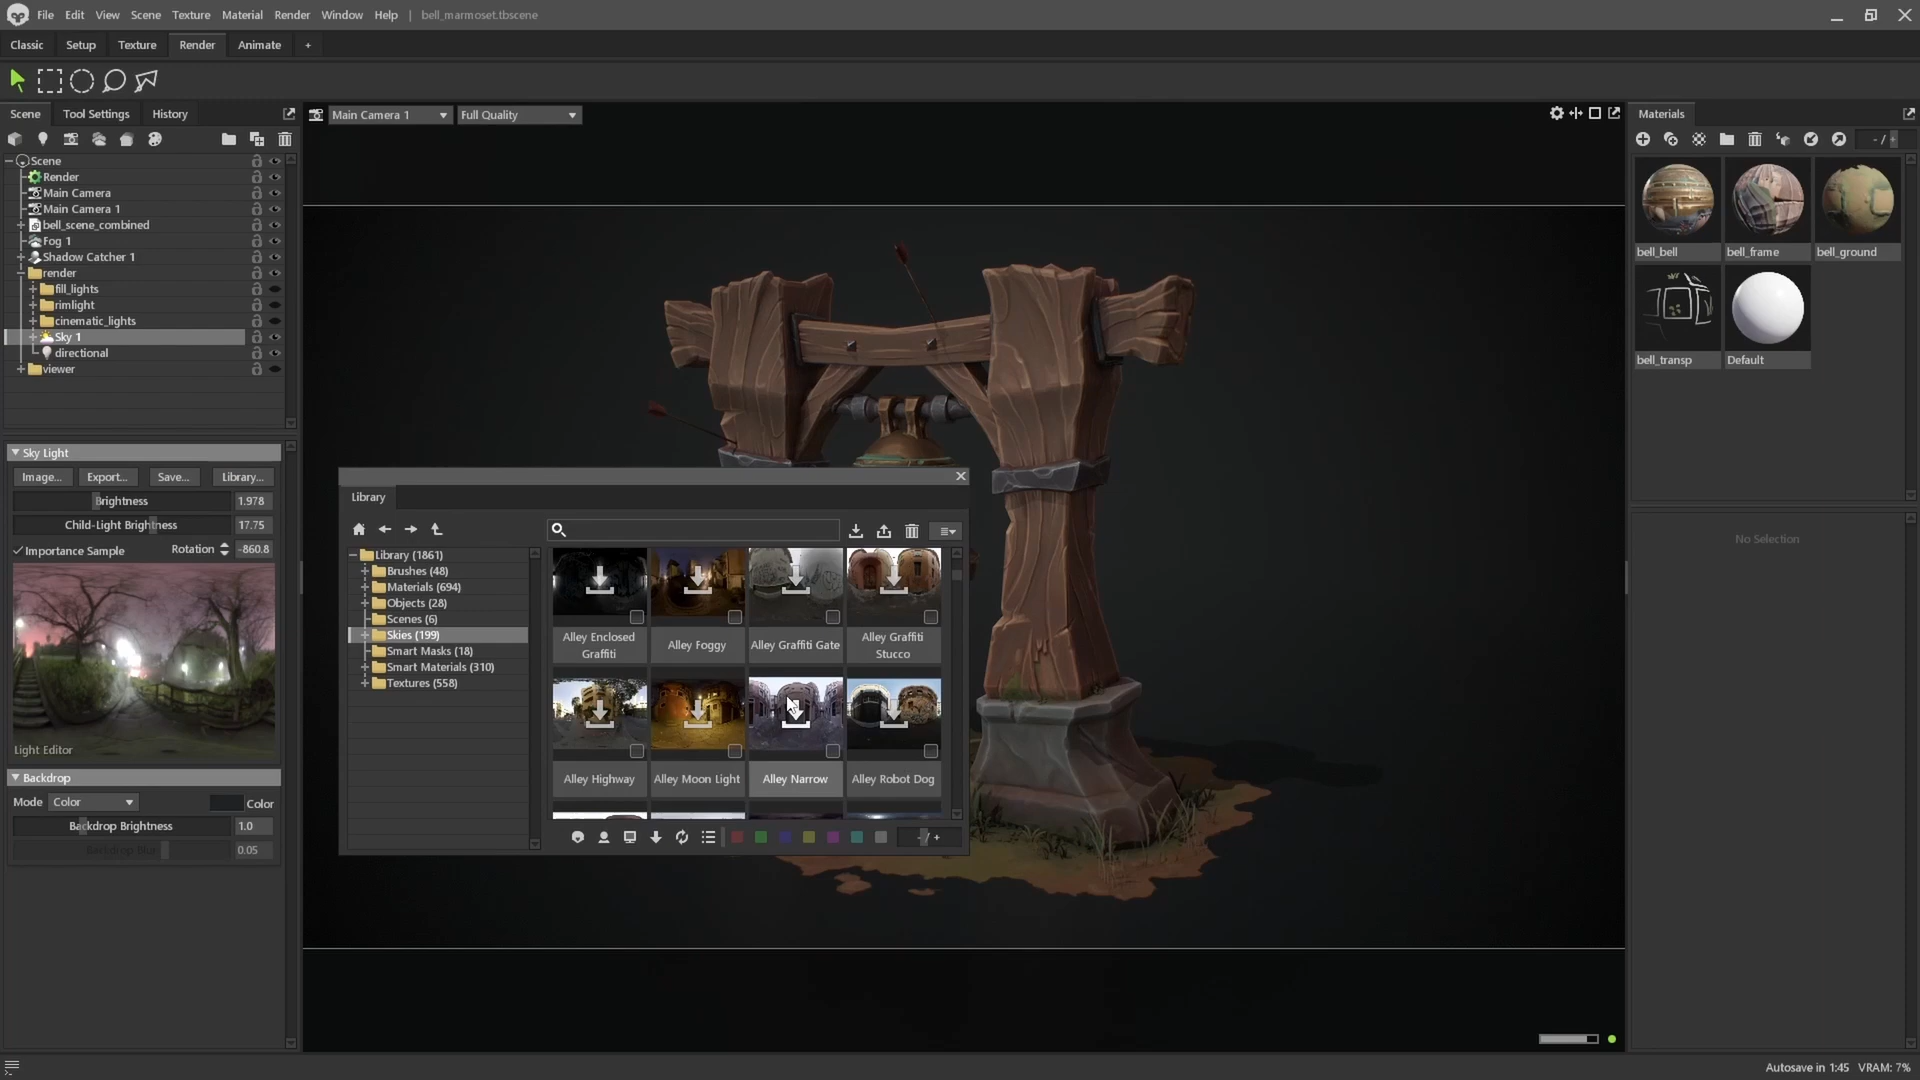 File Edit View Scene Texture Material Render Window Help bell_marmoset.tbscene
Classic Setup Texture Render Animate +
Scene Tool Settings History
Main Camera 1 Full Quality
Materials
- / +
Scene
Render
Main Camera
Main Camera 1
bell_scene_combined
Fog 1
Shadow Catcher 1
render
fill_lights
rimlight
cinematic_lights
Sky 1
directional
viewer
bell_bell bell_frame bell_ground
bell_transp Default
Sky Light
Image... Export... Save... Library...
Brightness 1.978
Child-Light Brightness 17.75
Importance Sample Rotation -860.8
Light Editor
Backdrop
Mode Color Color
Backdrop Brightness 1.0
Backdrop Blur 0.05
Library
Library (1861)
Brushes (48)
Materials (694)
Objects (28)
Scenes (6)
Skies (199)
Smart Masks (18)
Smart Materials (310)
Textures (558)
Alley Enclosed Graffiti
Alley Foggy
Alley Graffiti Gate
Alley Graffiti Stucco
Alley Highway
Alley Moon Light
Alley Narrow
Alley Robot Dog
- / +
No Selection
Autosave in 1:45 VRAM: 7%